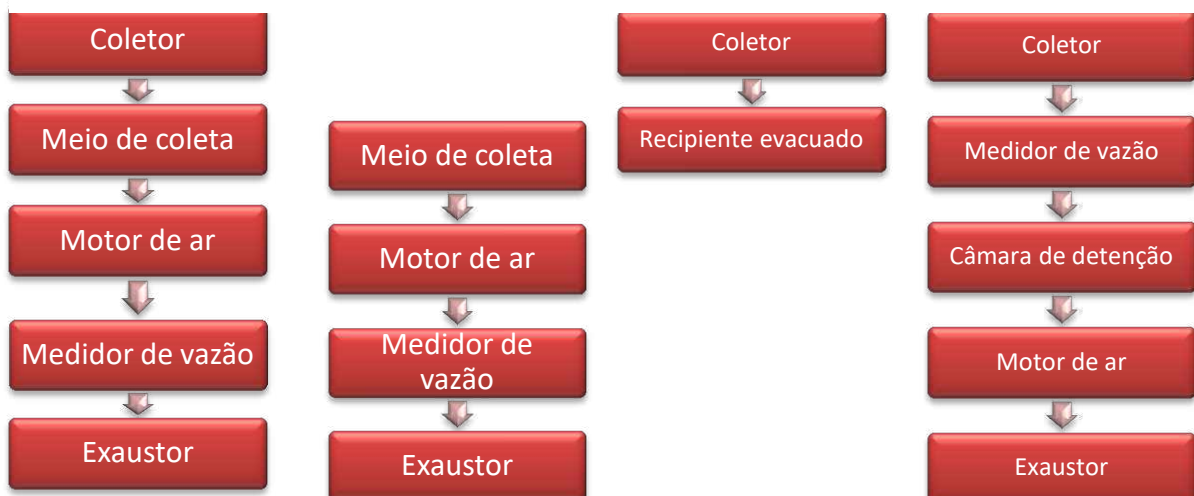 Coletor
Meio de coleta
Motor de ar
Medidor de vazão
Exaustor
Meio de coleta
Motor de ar
Medidor de
vazão
Exaustor
Coletor
Recipiente evacuado
Coletor
Medidor de vazão
Câmara de detenção
Motor de ar
Exaustor